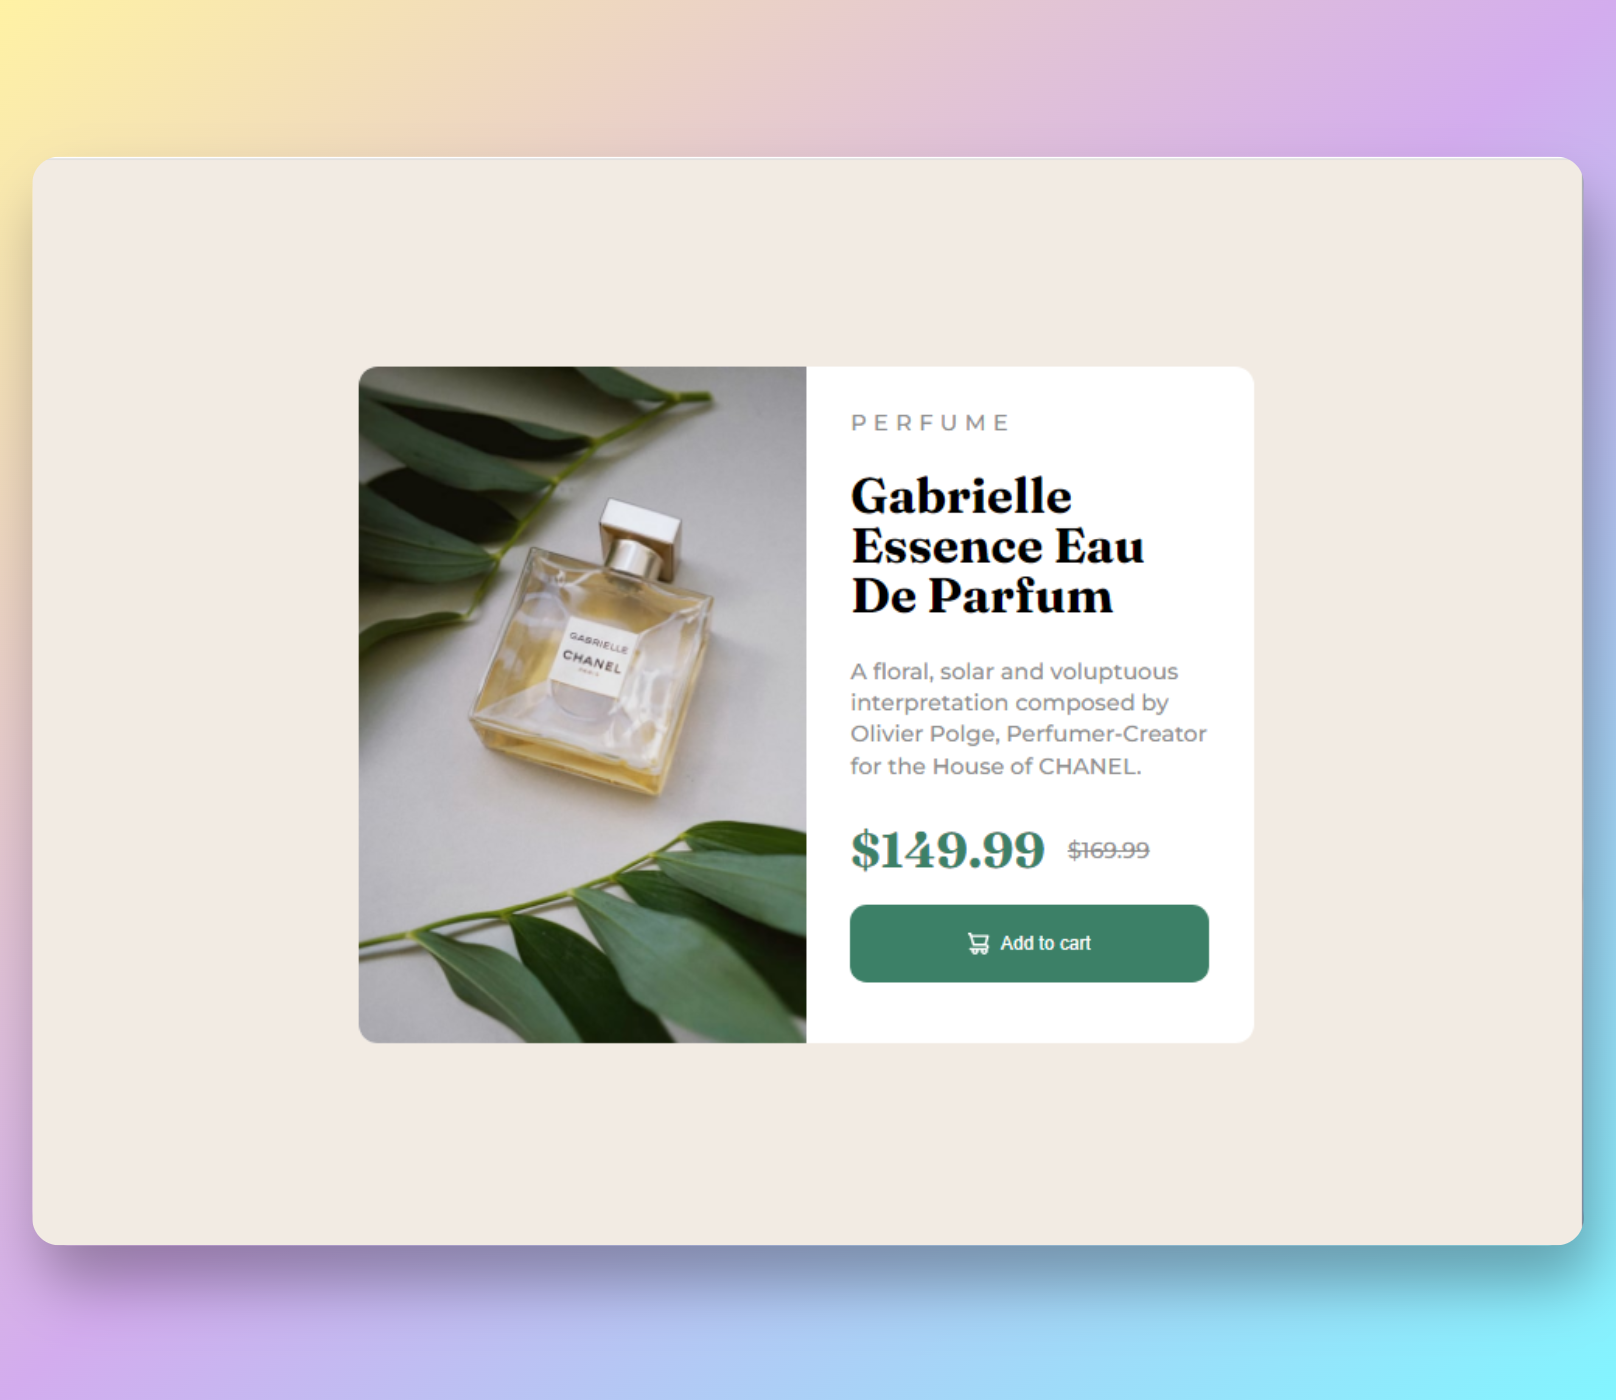 GABRIELLE
CHANEL
PARIS
PERFUME
Gabrielle
Essence Eau
De Parfum
A floral, solar and voluptuous
interpretation composed by
Olivier Polge, Perfumer-Creator
for the House of CHANEL.
$149.99 $169.99
Add to cart